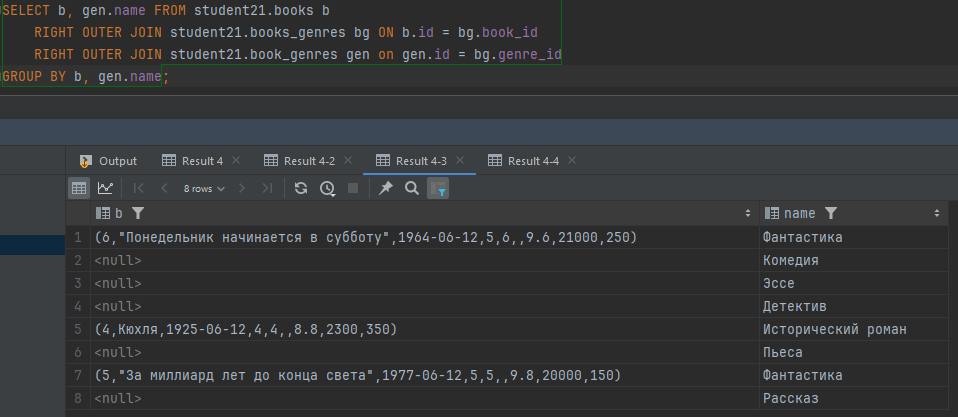 SELECT b, gen.name FROM student21.books b
RIGHT OUTER JOIN student21.books_genres bg ON b.id = bg.book_id
RIGHT OUTER JOIN student21.book_genres gen on gen.id = bg.genre_id
GROUP BY b, gen.name;
Output Result 4 Result 4-2 Result 4-3 Result 4-4
8 rows
b name
1 (6,"Понедельник начинается в субботу",1964-06-12,5,6,,9.6,21000,250) Фантастика
2 <null> Комедия
3 <null> Эссе
4 <null> Детектив
5 (4,Кюхля,1925-06-12,4,4,,8.8,2300,350) Исторический роман
6 <null> Пьеса
7 (5,"За миллиард лет до конца света",1977-06-12,5,5,,9.8,20000,150) Фантастика
8 <null> Рассказ